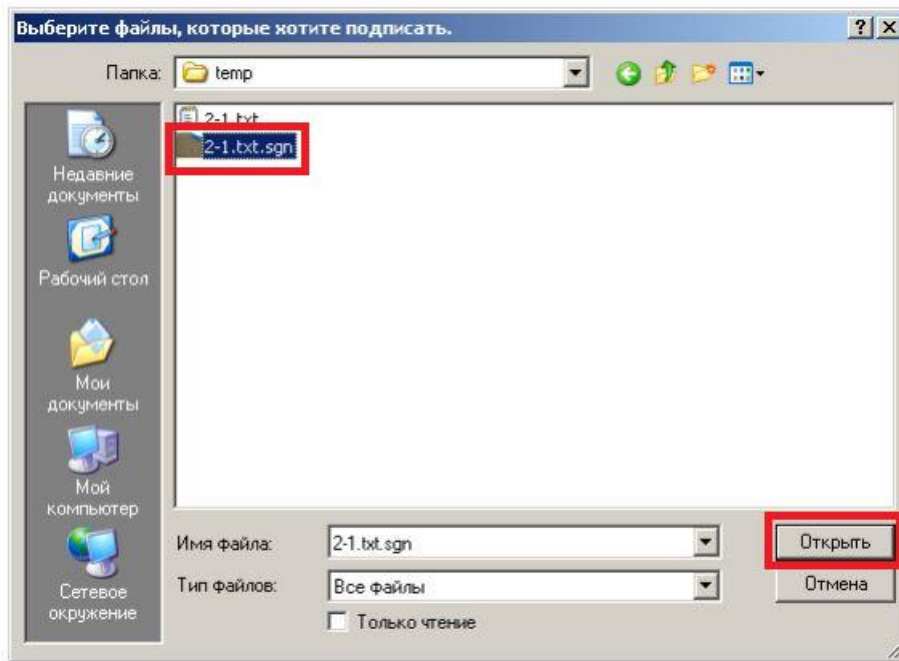 Выберите файлы, которые хотите подписать.
Папка: temp
2-1.txt
2-1.txt.sgn
Недавние
документы
Рабочий стол
Мои
документы
Мой
компьютер
Сетевое
окружение
Имя файла: 2-1.txt.sgn Открыть
Тип файлов: Все файлы Отмена
Только чтение